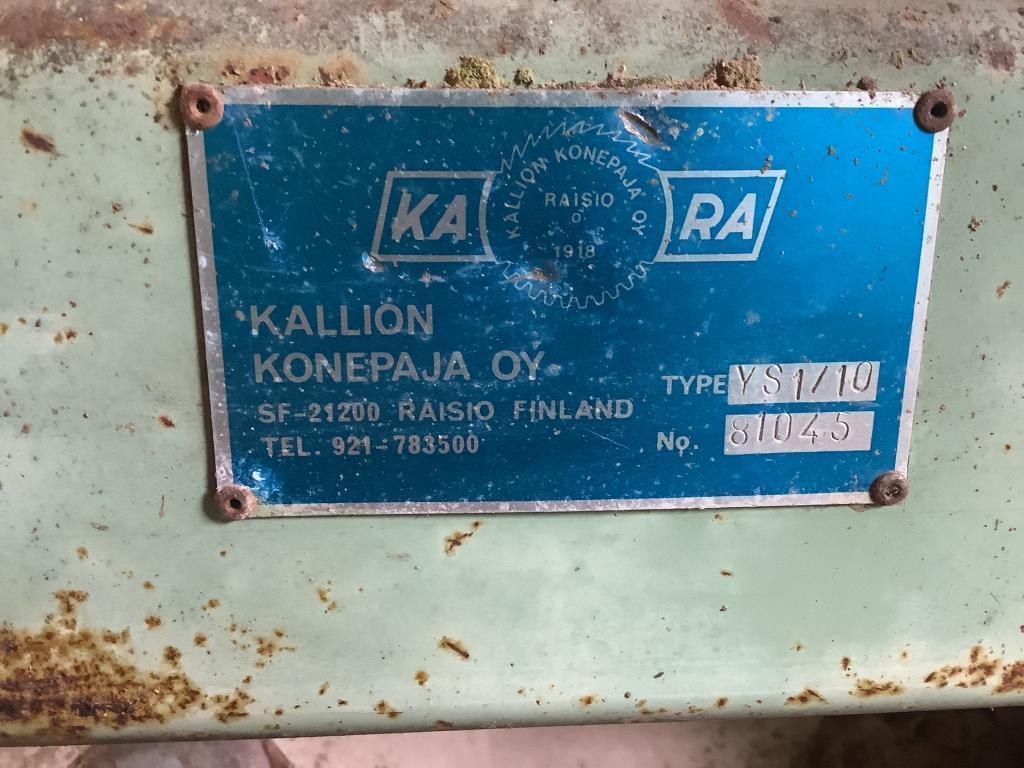 KALLION KONEPAJA OY
KA
RAISIO
RA
1918
KALLION
KONEPAJA OY
SF-21200 RAISIO FINLAND
TEL. 921-783500
TYPE YS1/10
No. 81045